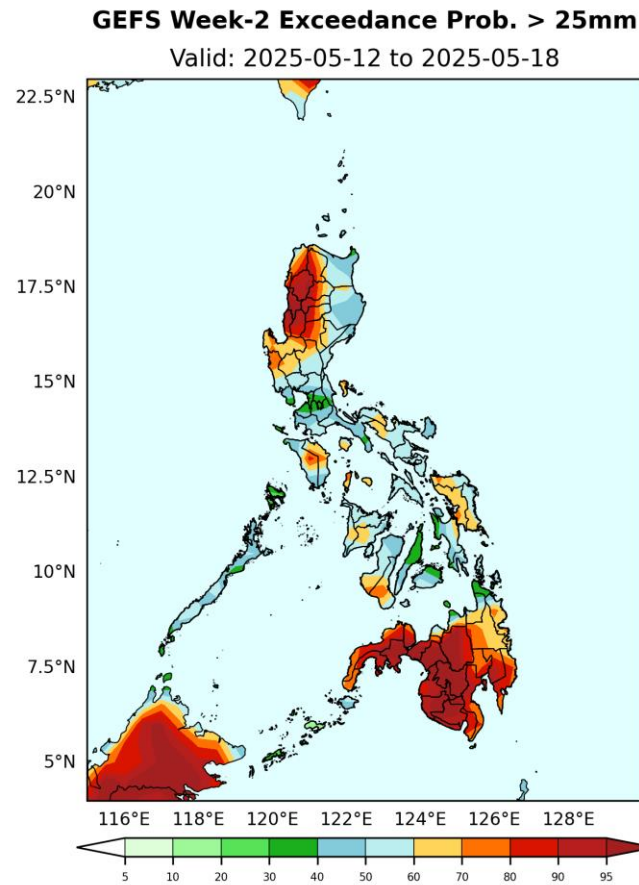 GEFS Week-2 Exceedance Prob. > 25mm
Valid: 2025-05-12 to 2025-05-18
22.5°N
20°N
17.5°N
15°N
12.5°N
10°N
7.5°N
5°N
116°E 118°E 120°E 122°E 124°E 126°E 128°E
5 10 20 30 40 50 60 70 80 90 95